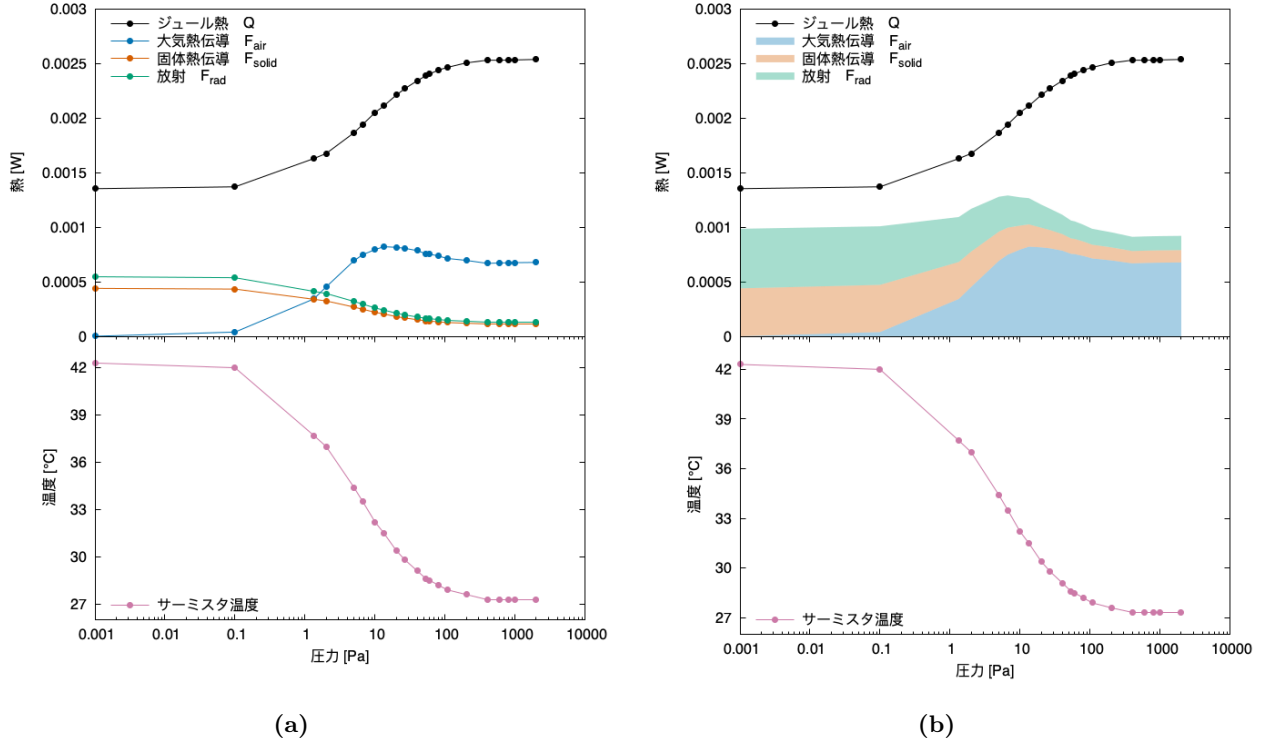 0.003
0.0025
0.002
0.0015
0.001
0.0005
0
熱 [W]
ジュール熱 Q
大気熱伝導 F_air
固体熱伝導 F_solid
放射 F_rad
42
39
36
33
30
27
温度 [°C]
サーミスタ温度
0.001 0.01 0.1 1 10 100 1000 10000
圧力 [Pa]
(a)
0.003
0.0025
0.002
0.0015
0.001
0.0005
0
熱 [W]
ジュール熱 Q
大気熱伝導 F_air
固体熱伝導 F_solid
放射 F_rad
42
39
36
33
30
27
温度 [°C]
サーミスタ温度
0.001 0.01 0.1 1 10 100 1000 10000
圧力 [Pa]
(b)